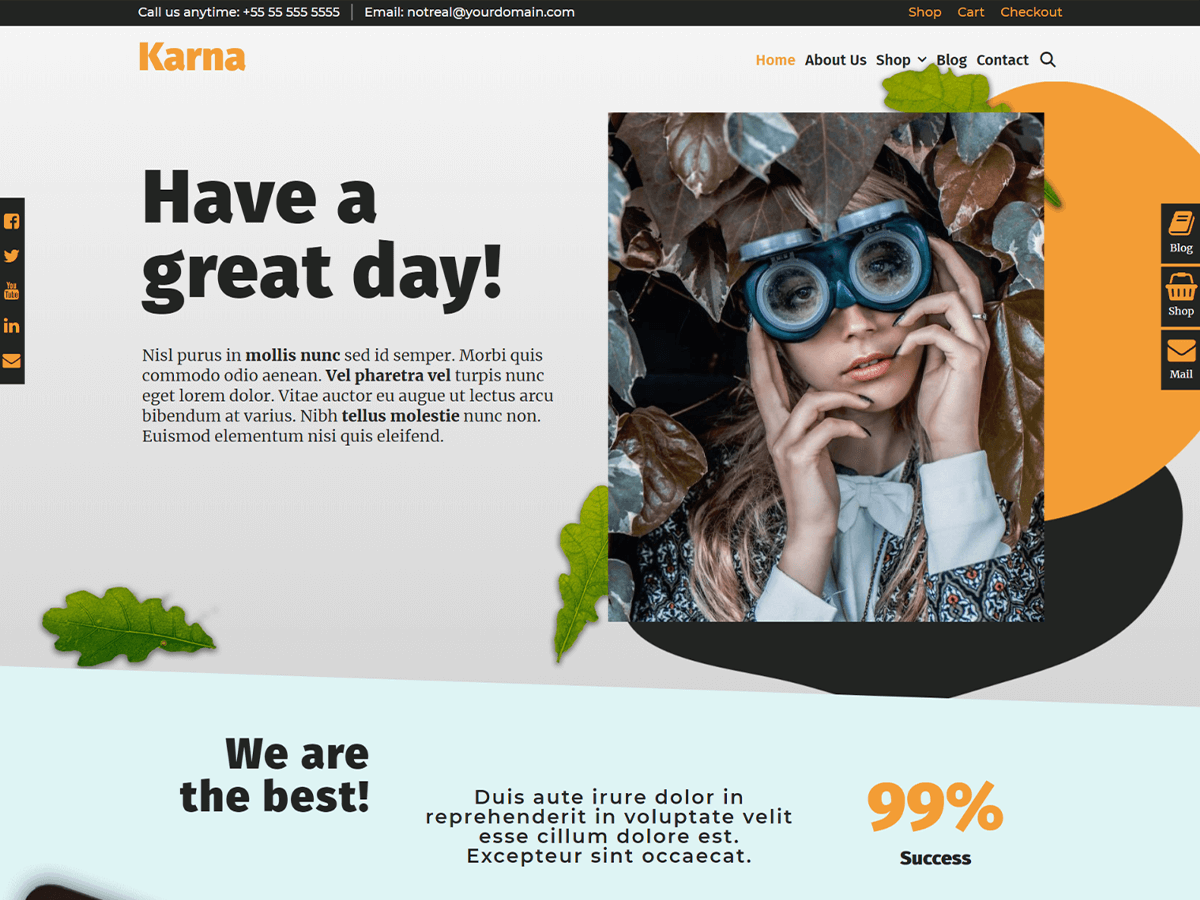 Call us anytime: +55 55 555 5555 | Email: notreal@yourdomain.com
Shop Cart Checkout
Karna
Home About Us Shop Blog Contact
Have a
great day!
Nisl purus in mollis nunc sed id semper. Morbi quis
commodo odio aenean. Vel pharetra vel turpis nunc
eget lorem dolor. Vitae auctor eu augue ut lectus arcu
bibendum at varius. Nibh tellus molestie nunc non.
Euismod elementum nisi quis eleifend.
You
Tube
in
Blog
Shop
Mail
We are
the best!
Duis aute irure dolor in
reprehenderit in voluptate velit
esse cillum dolore est.
Excepteur sint occaecat.
99%
Success